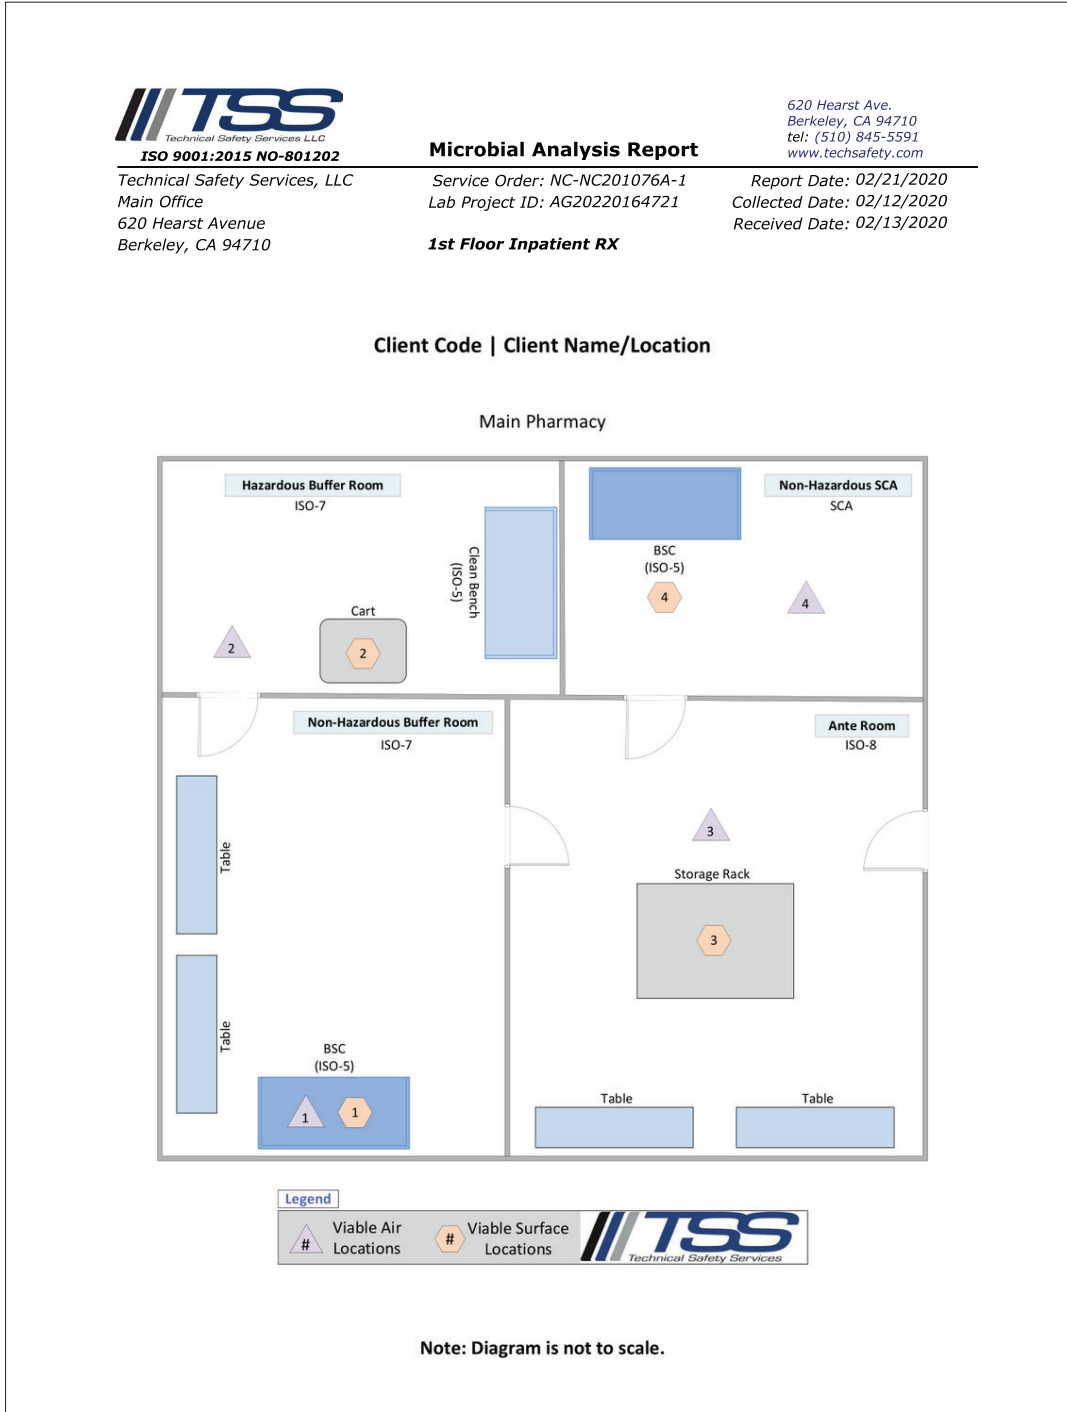 TSS
Technical Safety Services LLC
ISO 9001:2015 NO-801202
Microbial Analysis Report
620 Hearst Ave.
Berkeley, CA 94710
tel: (510) 845-5591
www.techsafety.com
Technical Safety Services, LLC
Main Office
620 Hearst Avenue
Berkeley, CA 94710
Service Order: NC-NC201076A-1
Lab Project ID: AG20220164721
1st Floor Inpatient RX
Report Date: 02/21/2020
Collected Date: 02/12/2020
Received Date: 02/13/2020
Client Code | Client Name/Location
Main Pharmacy
Hazardous Buffer Room
ISO-7
Clean Bench
(ISO-5)
Cart
2
2
Non-Hazardous SCA
SCA
BSC
(ISO-5)
4
4
Non-Hazardous Buffer Room
ISO-7
Table
Table
BSC
(ISO-5)
1
1
Ante Room
ISO-8
3
Storage Rack
3
Table
Table
Legend
#
Viable Air
Locations
#
Viable Surface
Locations
TSS
Technical Safety Services
Note: Diagram is not to scale.